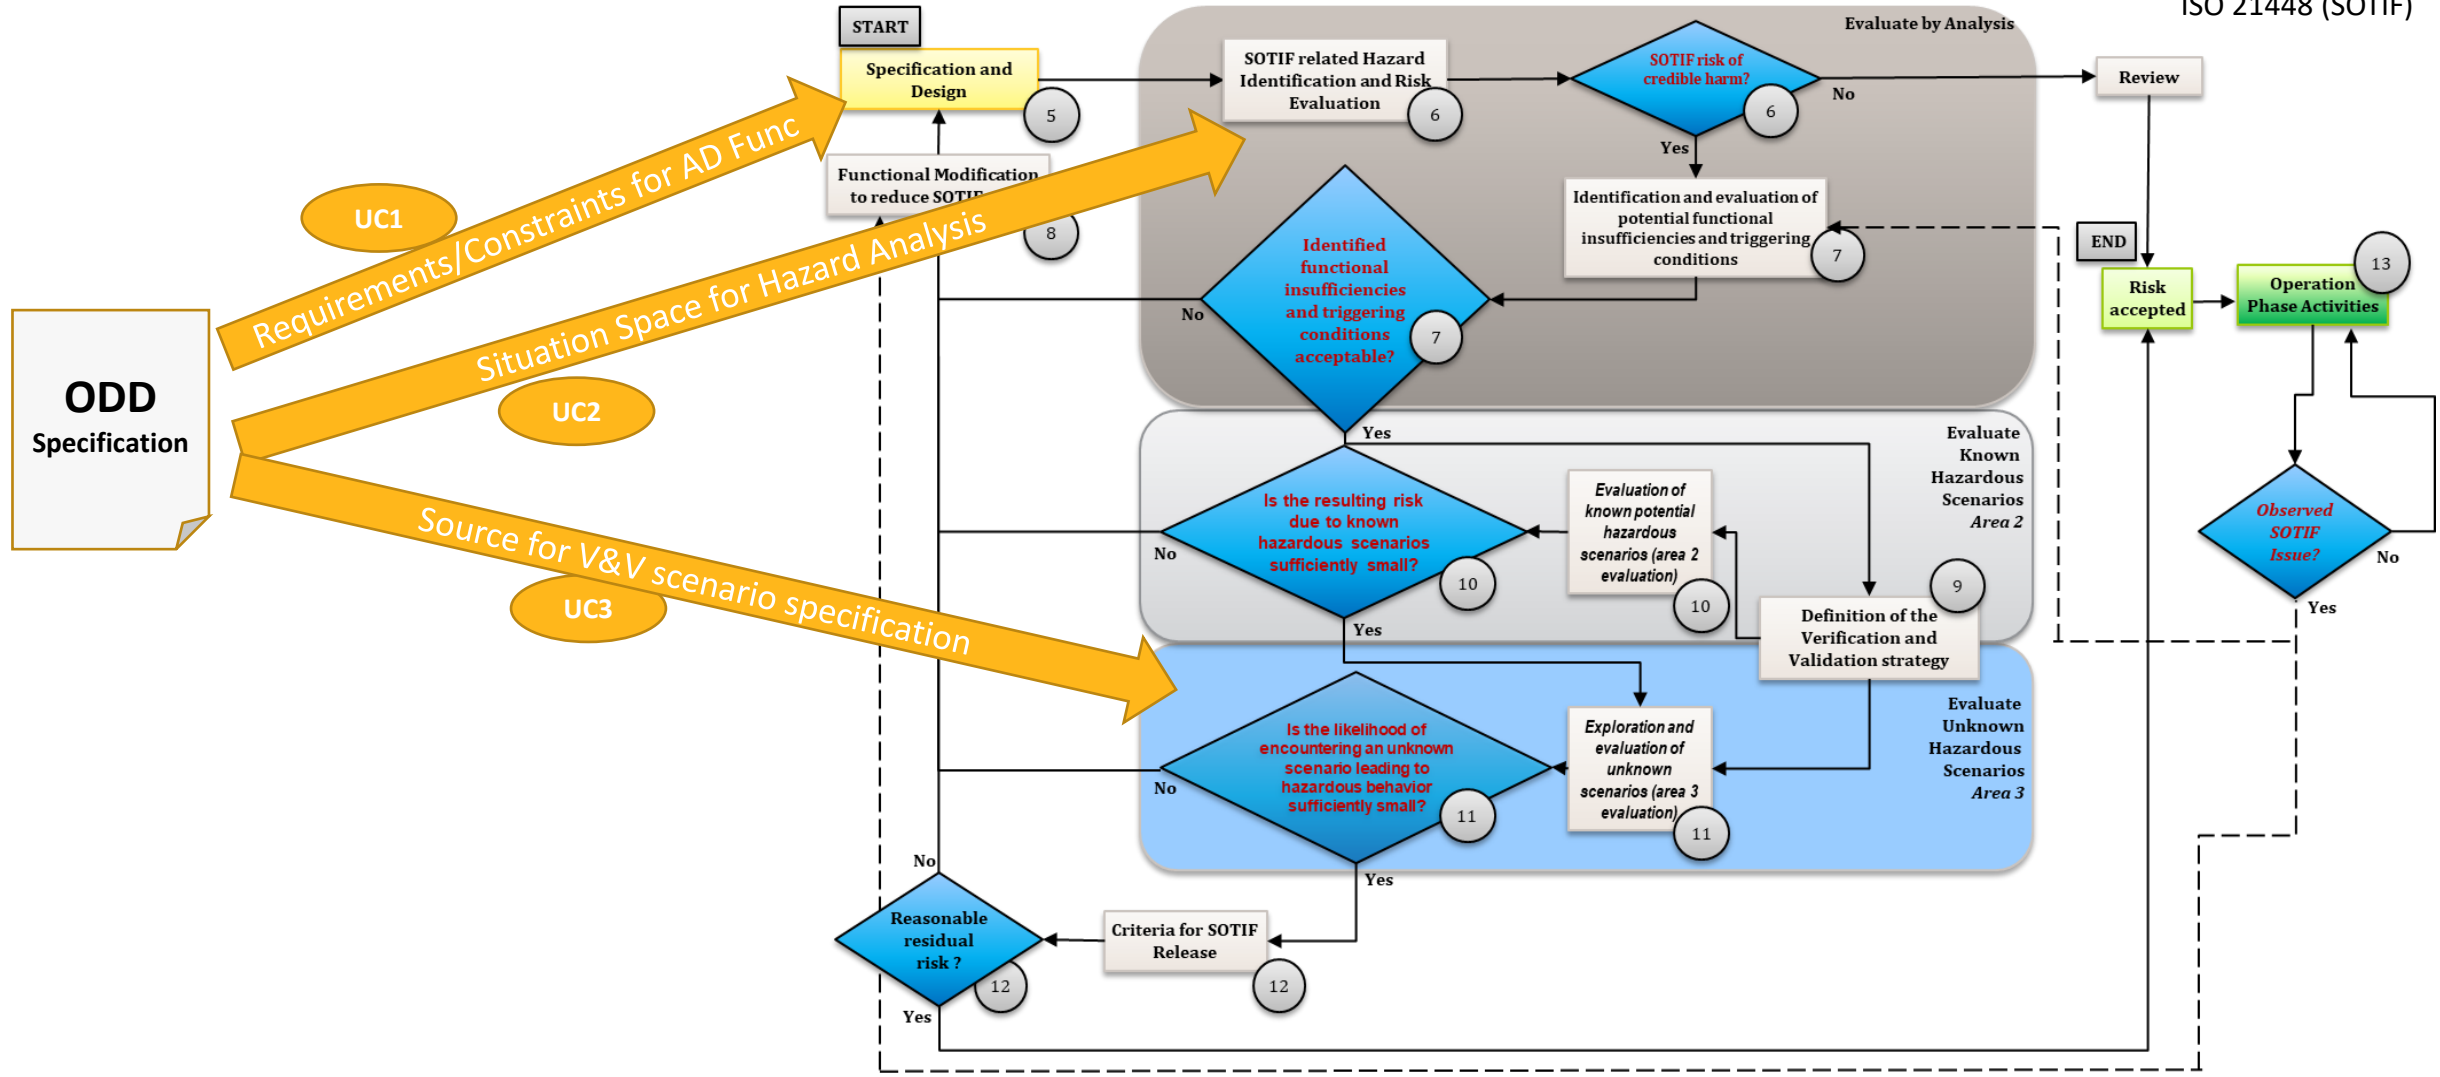 ISO 21448 (SOTIF)
START
Specification and
Design
5
Evaluate by Analysis
SOTIF related Hazard
Identification and Risk
Evaluation
6
SOTIF risk of
credible harm?
6
No
Yes
Review
Functional Modification
to reduce SOTIF
8
Identification and evaluation of
potential functional
insufficiencies and triggering
conditions
7
Identified
functional
insufficiencies
and triggering
conditions
acceptable?
7
No
Yes
END
Risk
accepted
Operation
Phase Activities
13
Observed
SOTIF
Issue?
No
Yes
UC1
Requirements/Constraints for AD Func
Situation Space for Hazard Analysis
UC2
ODD
Specification
Source for V&V scenario specification
UC3
Evaluate
Known
Hazardous
Scenarios
Area 2
Is the resulting risk
due to known
hazardous scenarios
sufficiently small?
10
No
Yes
Evaluation of
known potential
hazardous
scenarios (area 2
evaluation)
10
9
Definition of the
Verification and
Validation strategy
Evaluate
Unknown
Hazardous
Scenarios
Area 3
Is the likelihood of
encountering an unknown
scenario leading to
hazardous behavior
sufficiently small?
11
No
Yes
Exploration and
evaluation of
unknown
scenarios (area 3
evaluation)
11
No
Reasonable
residual
risk ?
12
Yes
Criteria for SOTIF
Release
12